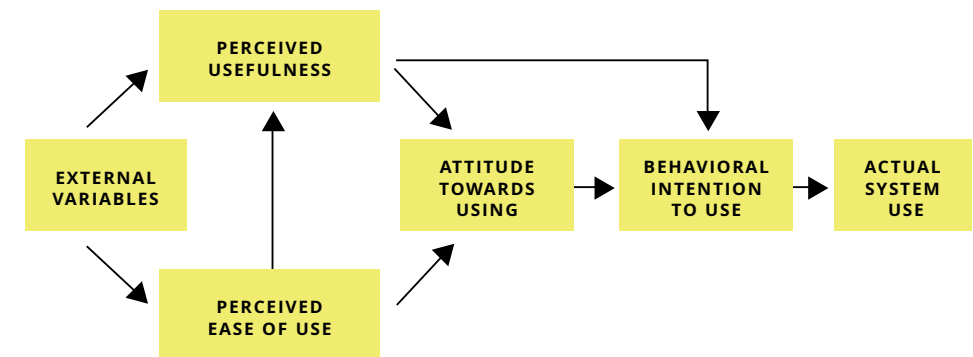 PERCEIVED
USEFULNESS
EXTERNAL
VARIABLES
ATTITUDE
TOWARDS
USING
BEHAVIORAL
INTENTION
TO USE
ACTUAL
SYSTEM
USE
PERCEIVED
EASE OF USE